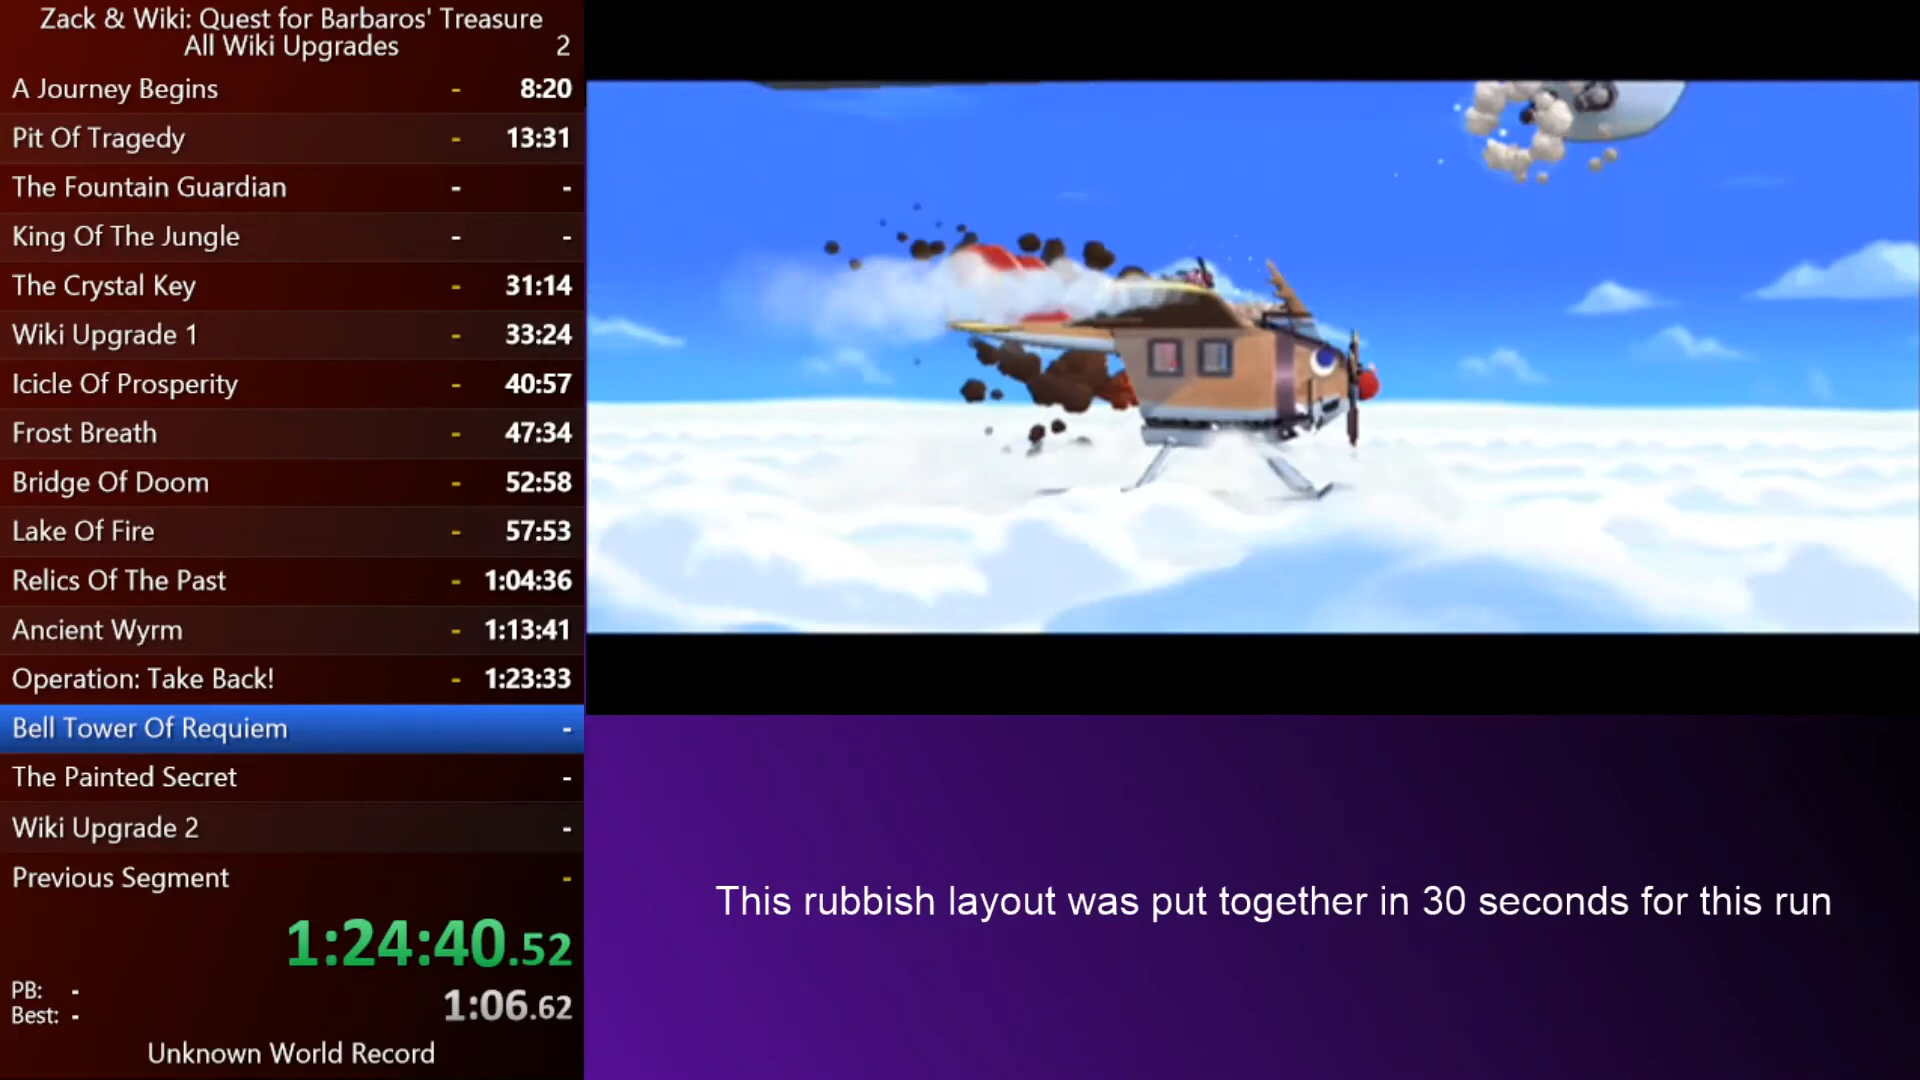 Zack & Wiki: Quest for Barbaros' Treasure
All Wiki Upgrades 2
A Journey Begins - 8:20
Pit Of Tragedy - 13:31
The Fountain Guardian - -
King Of The Jungle - -
The Crystal Key - 31:14
Wiki Upgrade 1 - 33:24
Icicle Of Prosperity - 40:57
Frost Breath - 47:34
Bridge Of Doom - 52:58
Lake Of Fire - 57:53
Relics Of The Past - 1:04:36
Ancient Wyrm - 1:13:41
Operation: Take Back! - 1:23:33
Bell Tower Of Requiem -
The Painted Secret -
Wiki Upgrade 2 -
Previous Segment -
1:24:40.52
PB: -
Best: -
1:06.62
Unknown World Record
This rubbish layout was put together in 30 seconds for this run